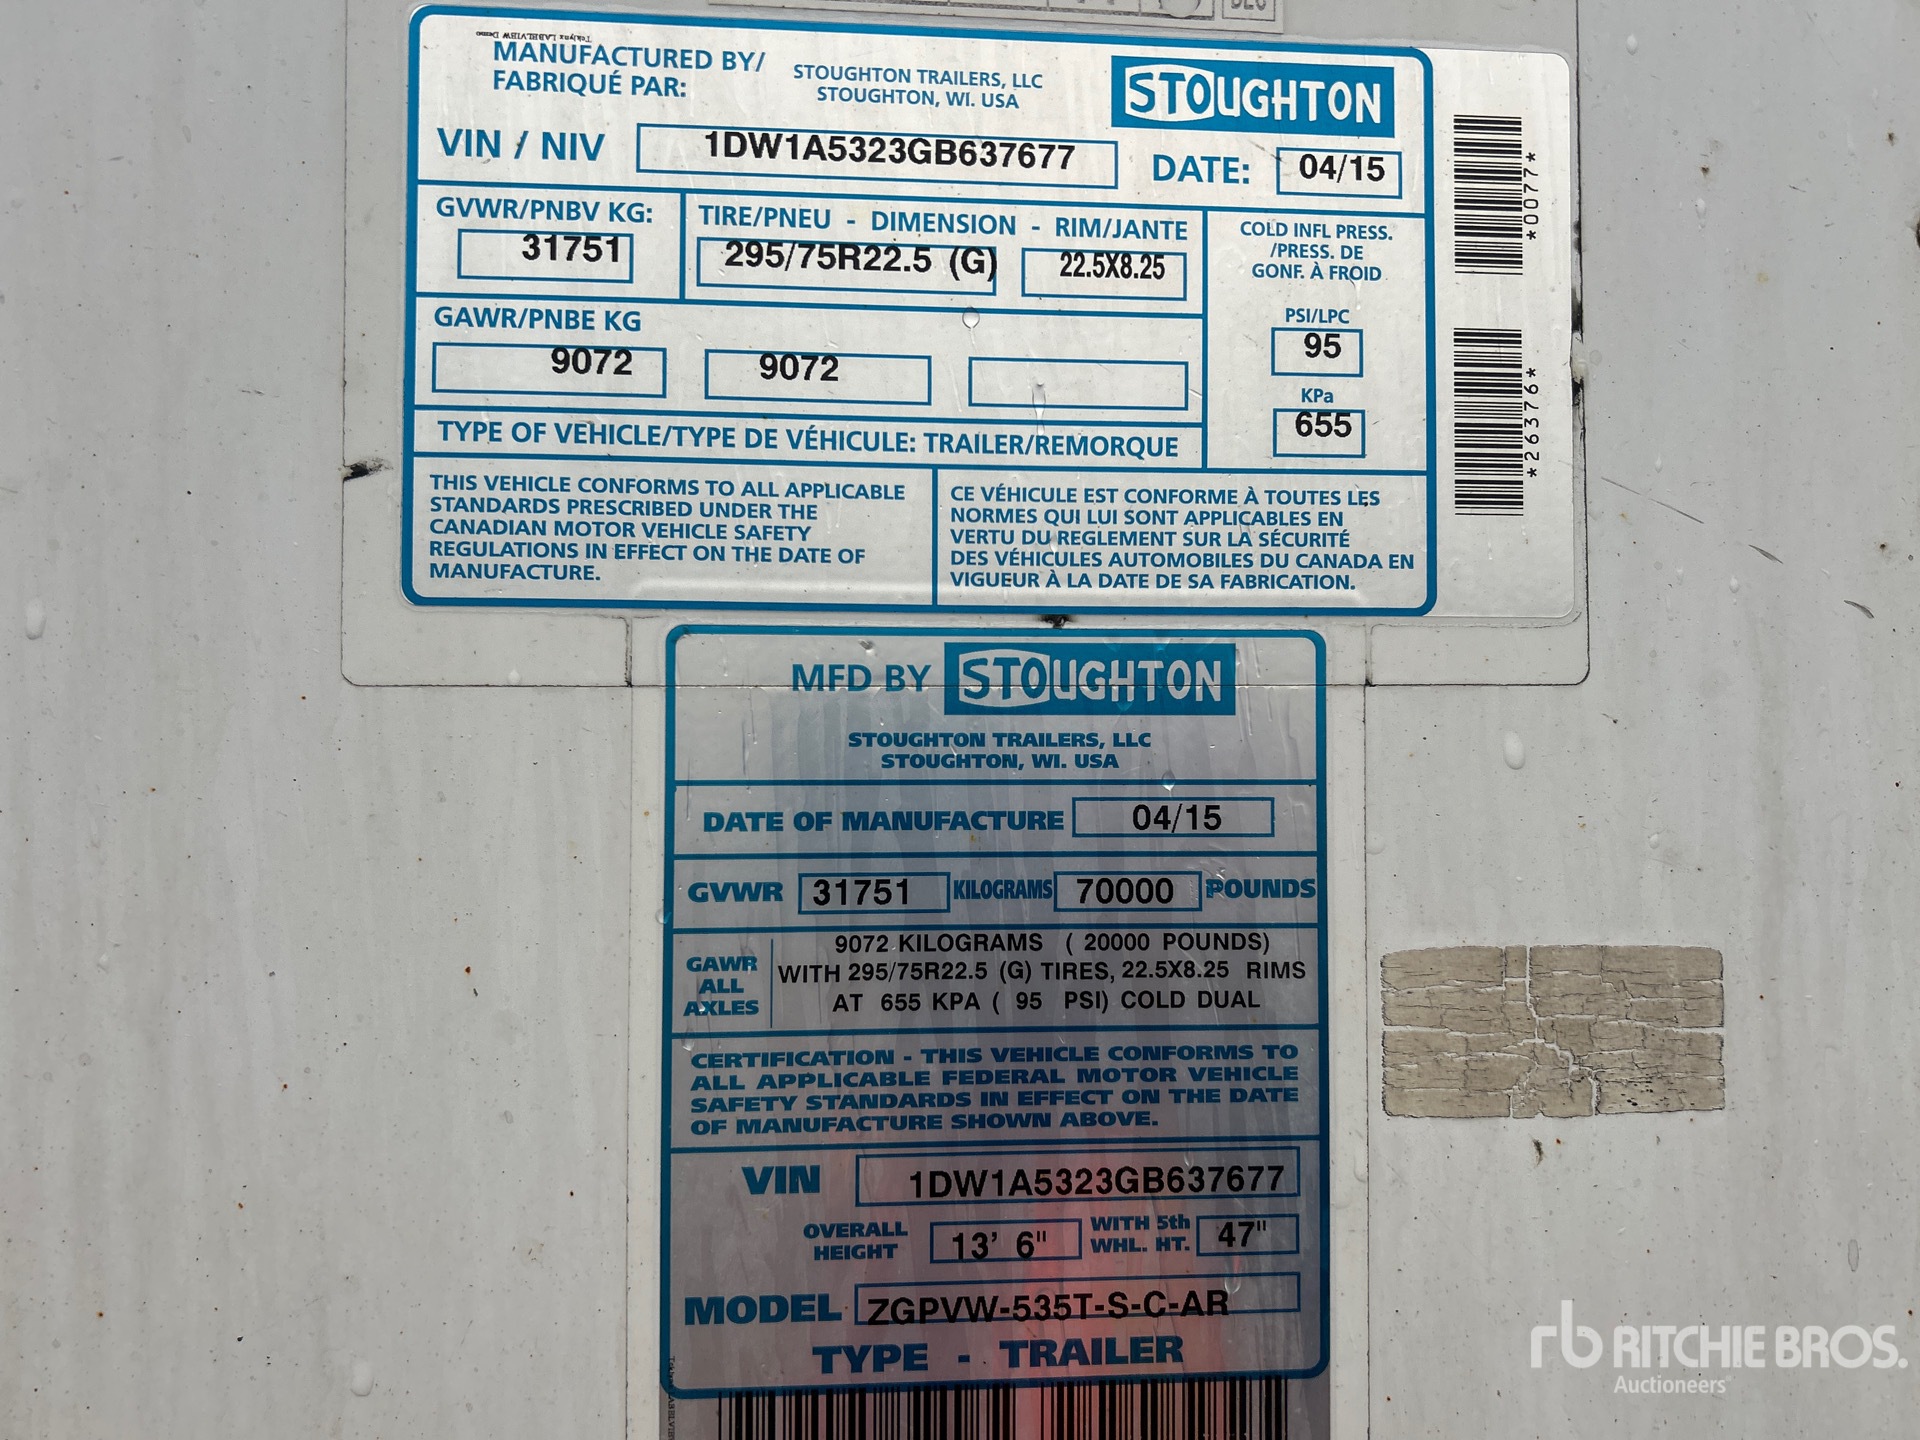 DEC
Teklynx LABELVIEW Demo
MANUFACTURED BY/
FABRIQUÉ PAR:
STOUGHTON TRAILERS, LLC
STOUGHTON, WI. USA
STOUGHTON
VIN / NIV
1DW1A5323GB637677
DATE:
04/15
GVWR/PNBV KG:
31751
TIRE/PNEU - DIMENSION - RIM/JANTE
295/75R22.5 (G)
22.5X8.25
COLD INFL PRESS.
/PRESS. DE
GONF. À FROID
PSI/LPC
95
KPa
655
GAWR/PNBE KG
9072
9072
TYPE OF VEHICLE/TYPE DE VÉHICULE: TRAILER/REMORQUE
THIS VEHICLE CONFORMS TO ALL APPLICABLE
STANDARDS PRESCRIBED UNDER THE
CANADIAN MOTOR VEHICLE SAFETY
REGULATIONS IN EFFECT ON THE DATE OF
MANUFACTURE.
CE VÉHICULE EST CONFORME À TOUTES LES
NORMES QUI LUI SONT APPLICABLES EN
VERTU DU REGLEMENT SUR LA SÉCURITÉ
DES VÉHICULES AUTOMOBILES DU CANADA EN
VIGUEUR À LA DATE DE SA FABRICATION.
*0077*
*26376*
MFD BY STOUGHTON
STOUGHTON TRAILERS, LLC
STOUGHTON, WI. USA
DATE OF MANUFACTURE 04/15
GVWR 31751 KILOGRAMS 70000 POUNDS
GAWR
ALL
AXLES
9072 KILOGRAMS ( 20000 POUNDS)
WITH 295/75R22.5 (G) TIRES, 22.5X8.25 RIMS
AT 655 KPA ( 95 PSI) COLD DUAL
CERTIFICATION - THIS VEHICLE CONFORMS TO
ALL APPLICABLE FEDERAL MOTOR VEHICLE
SAFETY STANDARDS IN EFFECT ON THE DATE
OF MANUFACTURE SHOWN ABOVE.
VIN 1DW1A5323GB637677
OVERALL
HEIGHT
13' 6"
WITH 5th
WHL. HT.
47"
MODEL ZGPVW-535T-S-C-AR
TYPE - TRAILER
rb RITCHIE BROS.
Auctioneers